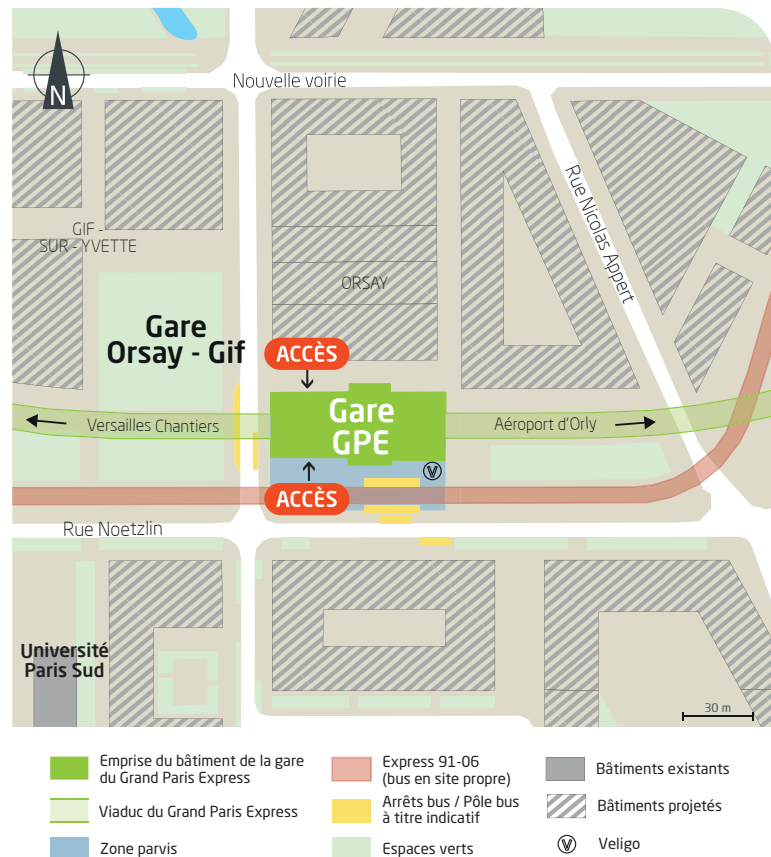 N
Nouvelle voirie
Rue Nicolas Appert
GIF -
SUR - YVETTE
ORSAY
Gare
Orsay - Gif
ACCÈS
Gare
GPE
Versailles Chantiers
Aéroport d'Orly
V
ACCÈS
Rue Noetzlin
Université
Paris Sud
30 m
Emprise du bâtiment de la gare
du Grand Paris Express
Viaduc du Grand Paris Express
Zone parvis
Express 91-06
(bus en site propre)
Arrêts bus / Pôle bus
à titre indicatif
Espaces verts
Bâtiments existants
Bâtiments projetés
V Veligo